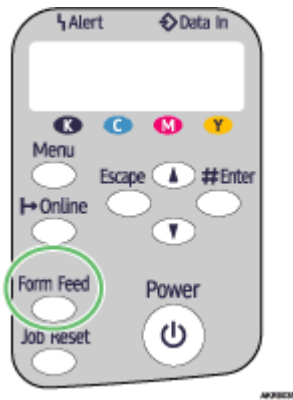 Alert Data In
K C M Y
Menu
Escape #Enter
Online
Form Feed Power
Job Reset